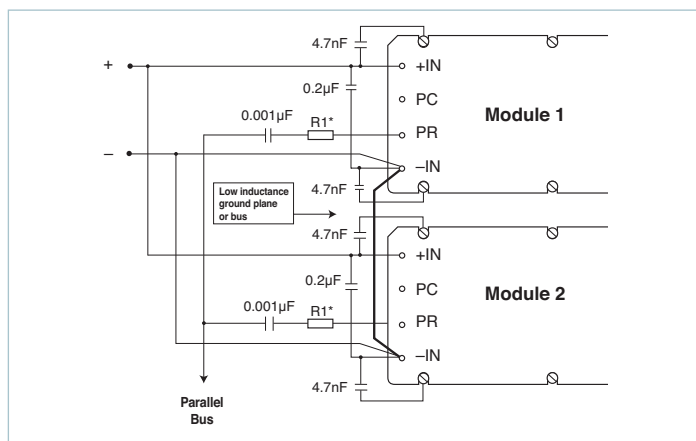 4.7nF
+
+IN
0.2µF
PC
Module 1
0.001µF
R1*
PR
–
–IN
4.7nF
Low inductance
ground plane
or bus
4.7nF
+IN
0.2µF
PC
Module 2
0.001µF
R1*
PR
–IN
4.7nF
Parallel
Bus